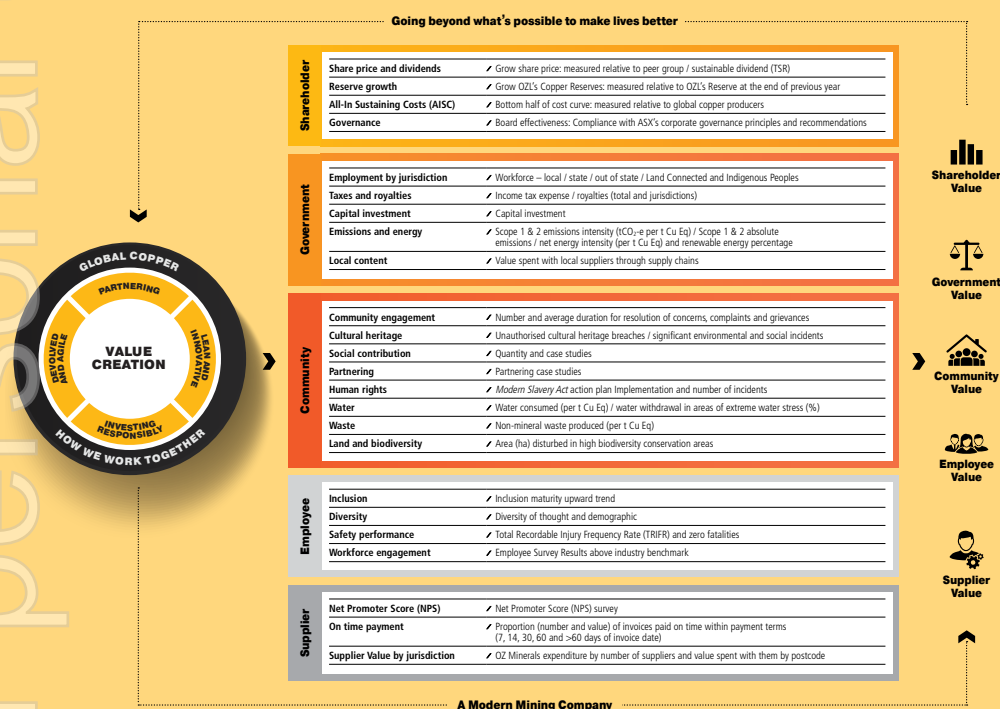 Going beyond what's possible to make lives better
Shareholder
Share price and dividends Grow share price: measured relative to peer group / sustainable dividend (TSR)
Reserve growth Grow OZL's Copper Reserves: measured relative to OZL's Reserve at the end of previous year
All-In Sustaining Costs (AISC) Bottom half of cost curve: measured relative to global copper producers
Governance Board effectiveness: Compliance with ASX's corporate governance principles and recommendations
Government
Employment by jurisdiction Workforce – local / state / out of state / Land Connected and Indigenous Peoples
Taxes and royalties Income tax expense / royalties (total and jurisdictions)
Capital investment Capital investment
Emissions and energy Scope 1 & 2 emissions intensity (tCO₂-e per t Cu Eq) / Scope 1 & 2 absolute
emissions / net energy intensity (per t Cu Eq) and renewable energy percentage
Local content Value spent with local suppliers through supply chains
Community
Community engagement Number and average duration for resolution of concerns, complaints and grievances
Cultural heritage Unauthorised cultural heritage breaches / significant environmental and social incidents
Social contribution Quantity and case studies
Partnering Partnering case studies
Human rights Modern Slavery Act action plan Implementation and number of incidents
Water Water consumed (per t Cu Eq) / water withdrawal in areas of extreme water stress (%)
Waste Non-mineral waste produced (per t Cu Eq)
Land and biodiversity Area (ha) disturbed in high biodiversity conservation areas
Employee
Inclusion Inclusion maturity upward trend
Diversity Diversity of thought and demographic
Safety performance Total Recordable Injury Frequency Rate (TRIFR) and zero fatalities
Workforce engagement Employee Survey Results above industry benchmark
Supplier
Net Promoter Score (NPS) Net Promoter Score (NPS) survey
On time payment Proportion (number and value) of invoices paid on time within payment terms
(7, 14, 30, 60 and >60 days of invoice date)
Supplier Value by jurisdiction OZ Minerals expenditure by number of suppliers and value spent with them by postcode
GLOBAL COPPER
PARTNERING
DEVOLVED
AND AGILE
VALUE
CREATION
LEAN AND
INNOVATIVE
INVESTING
RESPONSIBLY
HOW WE WORK TOGETHER
Shareholder
Value
Government
Value
Community
Value
Employee
Value
Supplier
Value
A Modern Mining Company
personal